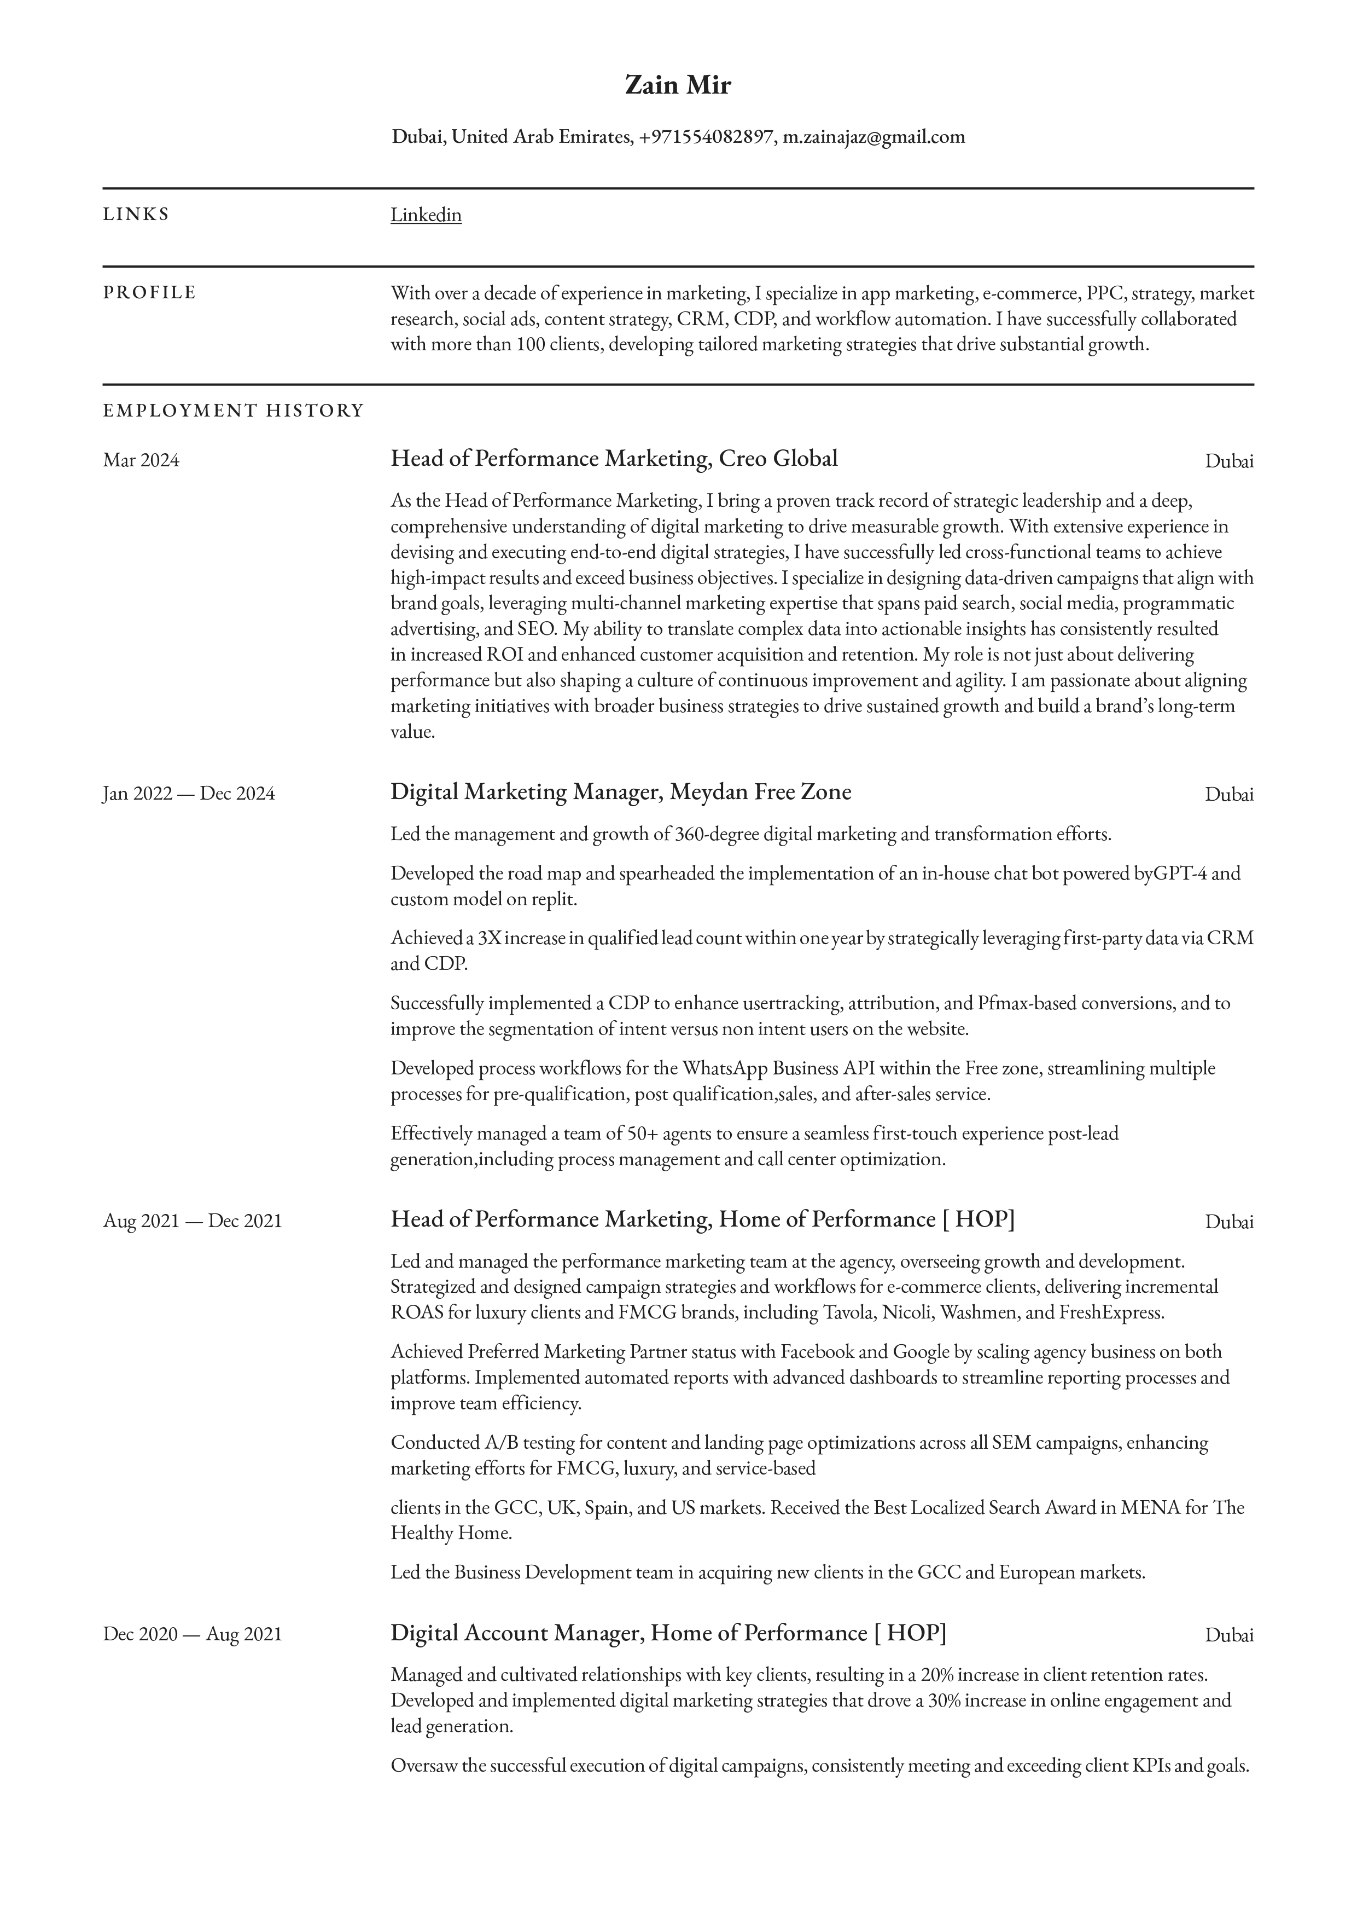 Zain Mir
Dubai, United Arab Emirates, +971554082897, m.zainajaz@gmail.com
LINKS
Linkedin
PROFILE
With over a decade of experience in marketing, I specialize in app marketing, e-commerce, PPC, strategy, market
research, social ads, content strategy, CRM, CDP, and workflow automation. I have successfully collaborated
with more than 100 clients, developing tailored marketing strategies that drive substantial growth.
EMPLOYMENT HISTORY
Mar 2024
Head of Performance Marketing, Creo Global
Dubai
As the Head of Performance Marketing, I bring a proven track record of strategic leadership and a deep,
comprehensive understanding of digital marketing to drive measurable growth. With extensive experience in
devising and executing end-to-end digital strategies, I have successfully led cross-functional teams to achieve
high-impact results and exceed business objectives. I specialize in designing data-driven campaigns that align with
brand goals, leveraging multi-channel marketing expertise that spans paid search, social media, programmatic
advertising, and SEO. My ability to translate complex data into actionable insights has consistently resulted
in increased ROI and enhanced customer acquisition and retention. My role is not just about delivering
performance but also shaping a culture of continuous improvement and agility. I am passionate about aligning
marketing initiatives with broader business strategies to drive sustained growth and build a brand’s long-term
value.
Jan 2022 — Dec 2024
Digital Marketing Manager, Meydan Free Zone
Dubai
Led the management and growth of 360-degree digital marketing and transformation efforts.
Developed the road map and spearheaded the implementation of an in-house chat bot powered byGPT-4 and
custom model on replit.
Achieved a 3X increase in qualified lead count within one year by strategically leveraging first-party data via CRM
and CDP.
Successfully implemented a CDP to enhance usertracking, attribution, and Pfmax-based conversions, and to
improve the segmentation of intent versus non intent users on the website.
Developed process workflows for the WhatsApp Business API within the Free zone, streamlining multiple
processes for pre-qualification, post qualification,sales, and after-sales service.
Effectively managed a team of 50+ agents to ensure a seamless first-touch experience post-lead
generation,including process management and call center optimization.
Aug 2021 — Dec 2021
Head of Performance Marketing, Home of Performance [ HOP]
Dubai
Led and managed the performance marketing team at the agency, overseeing growth and development.
Strategized and designed campaign strategies and workflows for e-commerce clients, delivering incremental
ROAS for luxury clients and FMCG brands, including Tavola, Nicoli, Washmen, and FreshExpress.
Achieved Preferred Marketing Partner status with Facebook and Google by scaling agency business on both
platforms. Implemented automated reports with advanced dashboards to streamline reporting processes and
improve team efficiency.
Conducted A/B testing for content and landing page optimizations across all SEM campaigns, enhancing
marketing efforts for FMCG, luxury, and service-based
clients in the GCC, UK, Spain, and US markets. Received the Best Localized Search Award in MENA for The
Healthy Home.
Led the Business Development team in acquiring new clients in the GCC and European markets.
Dec 2020 — Aug 2021
Digital Account Manager, Home of Performance [ HOP]
Dubai
Managed and cultivated relationships with key clients, resulting in a 20% increase in client retention rates.
Developed and implemented digital marketing strategies that drove a 30% increase in online engagement and
lead generation.
Oversaw the successful execution of digital campaigns, consistently meeting and exceeding client KPIs and goals.